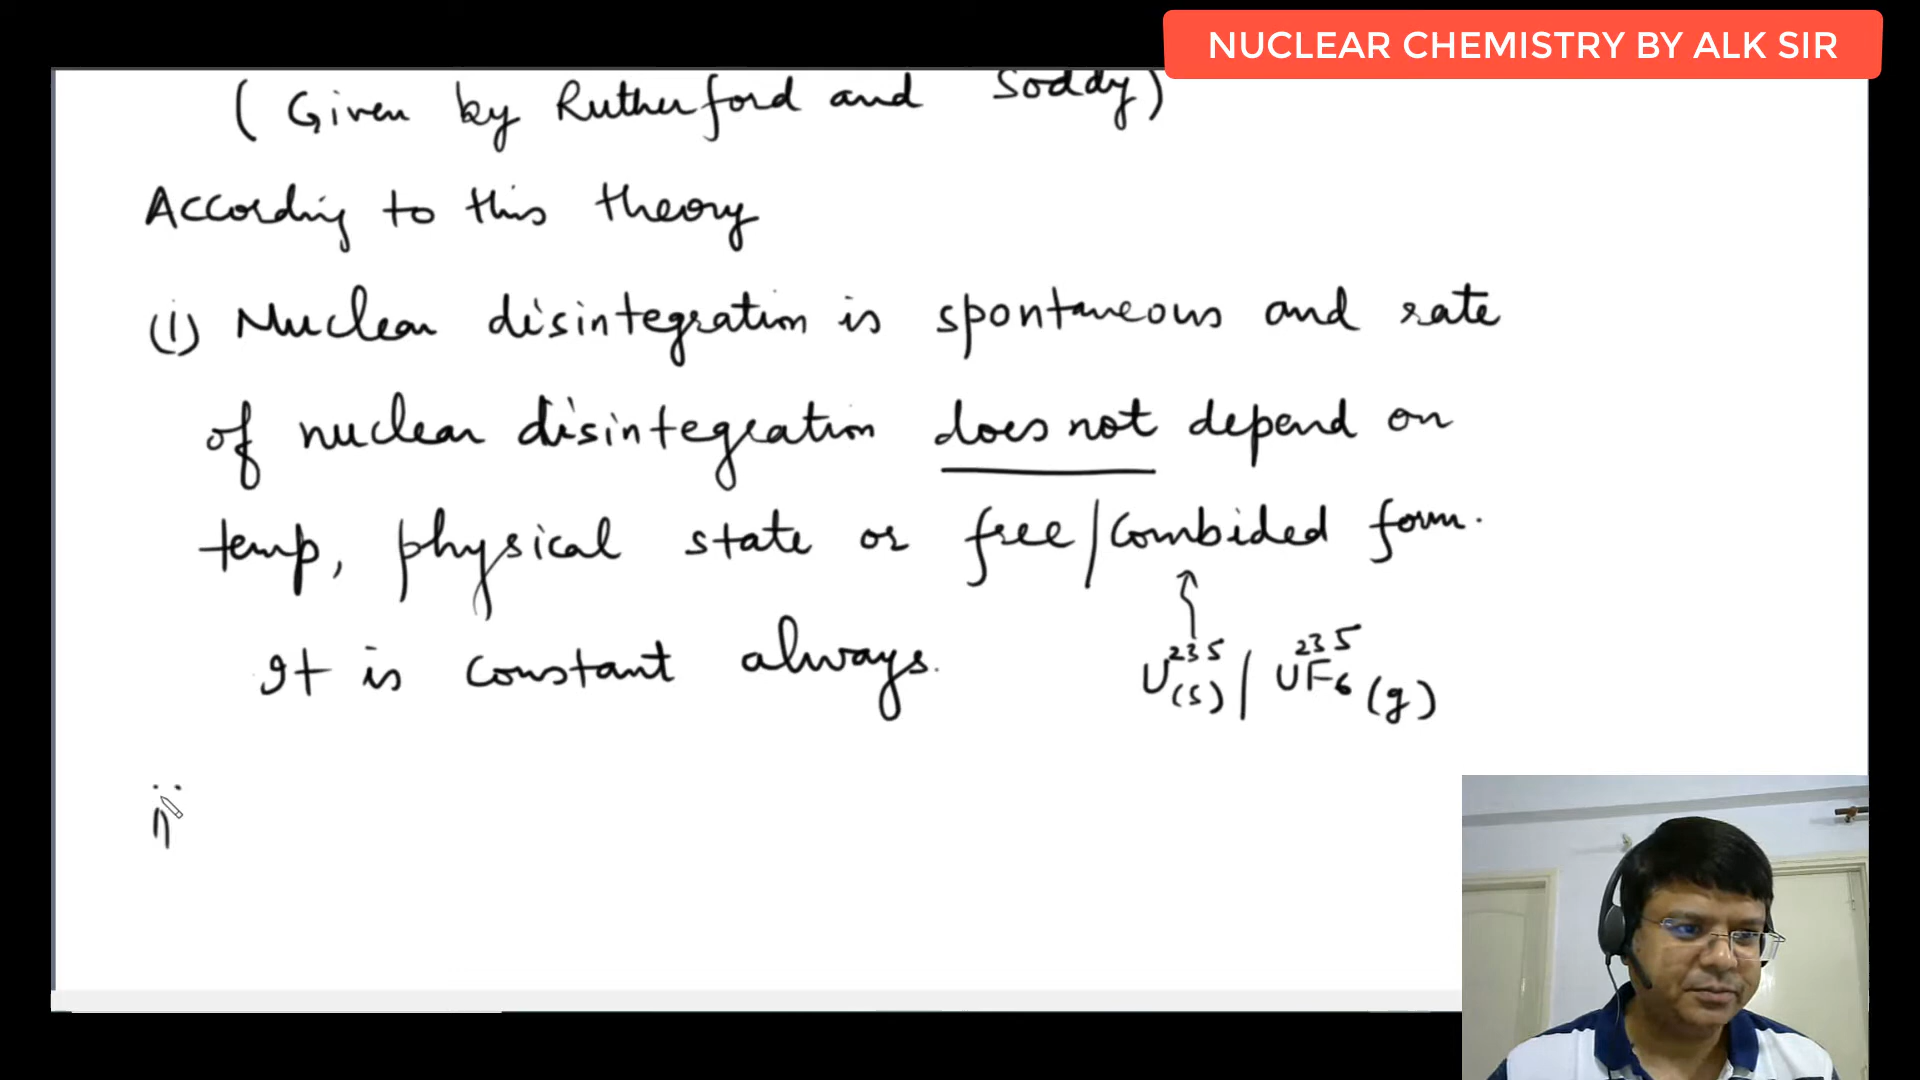 NUCLEAR CHEMISTRY BY ALK SIR
(Given by Rutherford and Soddy)
According to this theory
(i) Nuclear disintegration is spontaneous and rate
of nuclear disintegration does not depend on
temp, physical state or free/Combided form.
It is constant always.
U²³⁵(s) / U²³⁵F₆(g)
ii